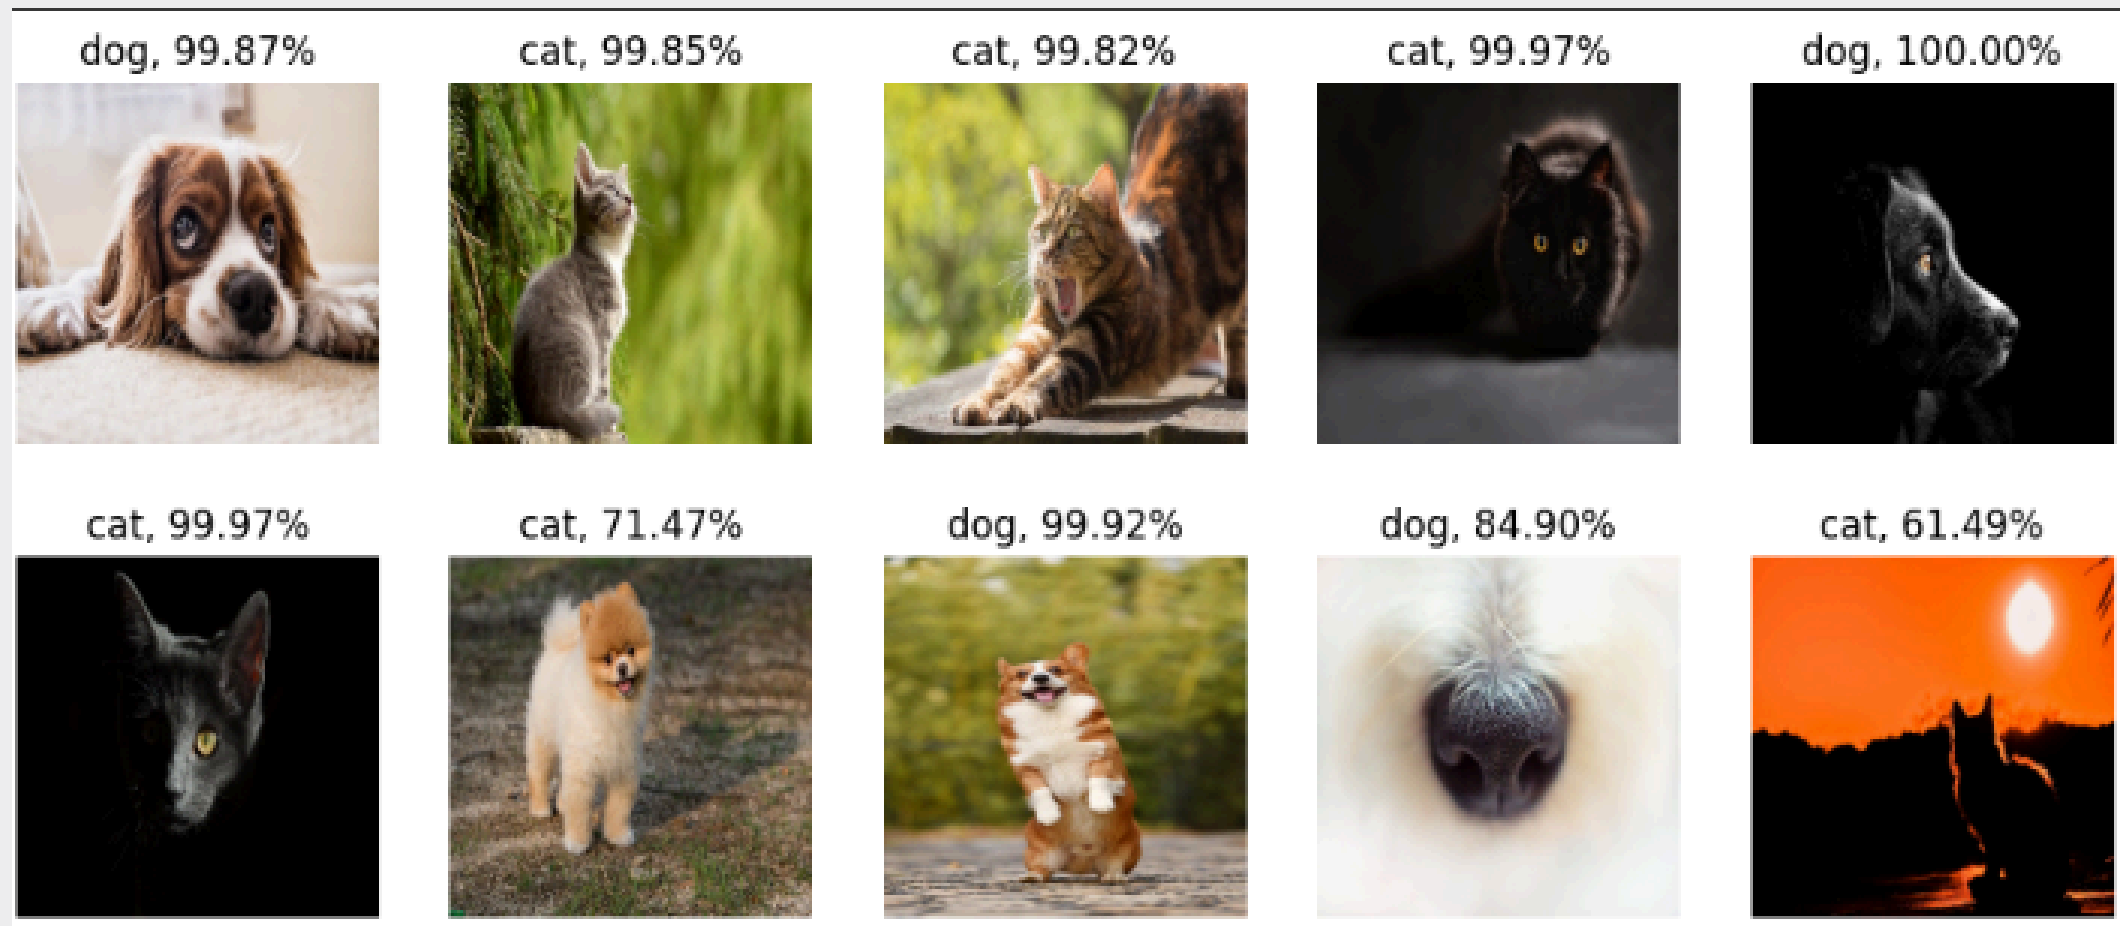 dog, 99.87%
cat, 99.85%
cat, 99.82%
cat, 99.97%
dog, 100.00%
cat, 99.97%
cat, 71.47%
dog, 99.92%
dog, 84.90%
cat, 61.49%